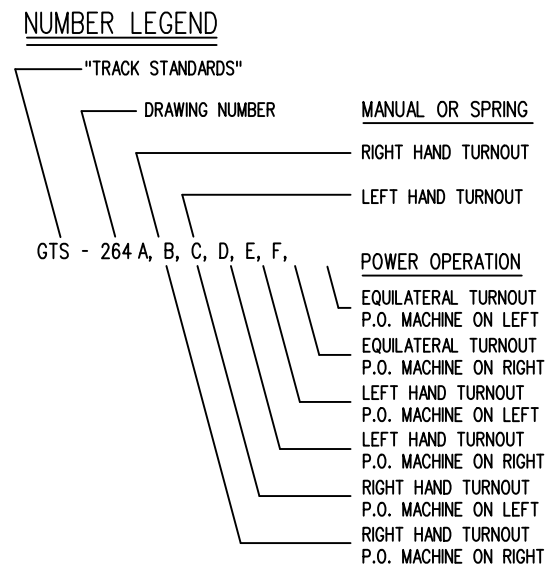 NUMBER LEGEND
"TRACK STANDARDS"
DRAWING NUMBER
MANUAL OR SPRING
RIGHT HAND TURNOUT
LEFT HAND TURNOUT
GTS - 264 A, B, C, D, E, F,
POWER OPERATION
EQUILATERAL TURNOUT
P.O. MACHINE ON LEFT
EQUILATERAL TURNOUT
P.O. MACHINE ON RIGHT
LEFT HAND TURNOUT
P.O. MACHINE ON LEFT
LEFT HAND TURNOUT
P.O. MACHINE ON RIGHT
RIGHT HAND TURNOUT
P.O. MACHINE ON LEFT
RIGHT HAND TURNOUT
P.O. MACHINE ON RIGHT